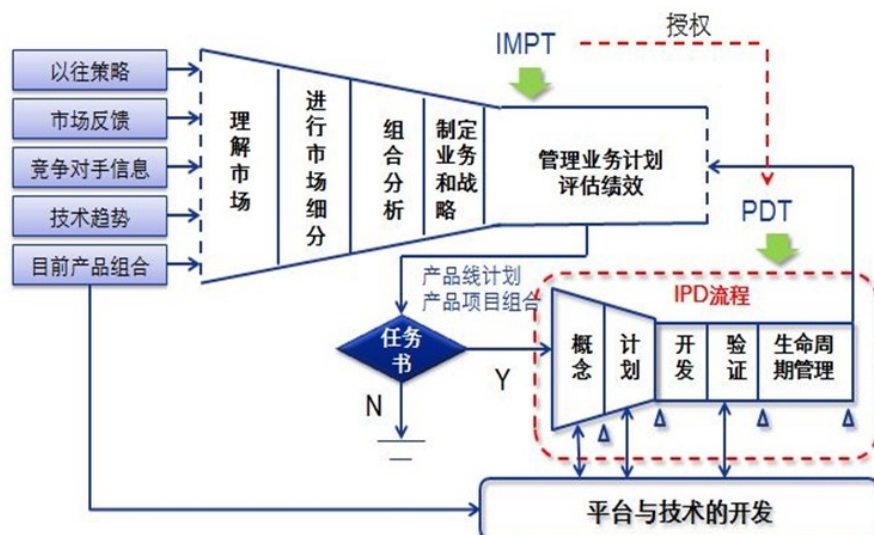 IMPT
授权
以往策略
市场反馈
竞争对手信息
技术趋势
目前产品组合
理解市场
进行市场细分
组合分析
制定
业务
和战
略
管理业务计划
评估绩效
PDT
产品线计划
产品项目组合
IPD流程
任务
书
Y
N
概念
计划
开发
验证
生命周
期管理
平台与技术的开发